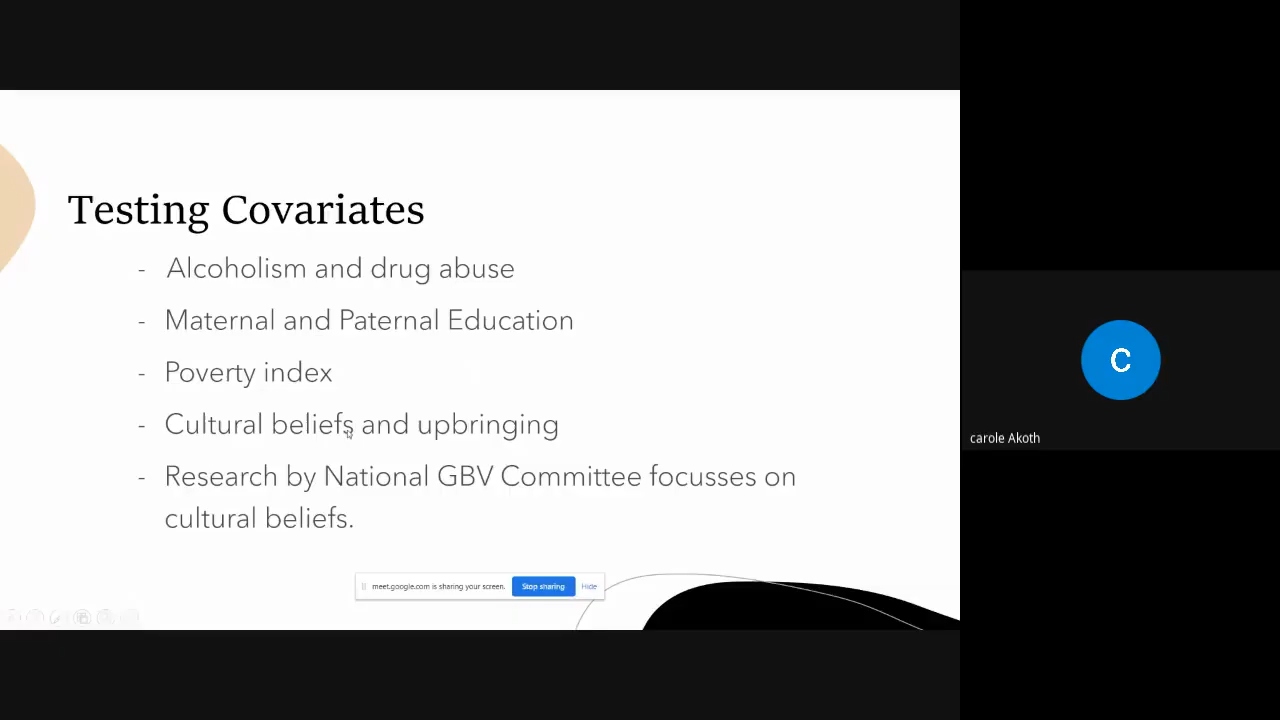 Testing Covariates
- Alcoholism and drug abuse
- Maternal and Paternal Education
- Poverty index
- Cultural beliefs and upbringing
- Research by National GBV Committee focusses on
cultural beliefs.
meet.google.com is sharing your screen. Stop sharing Hide
C
carole Akoth